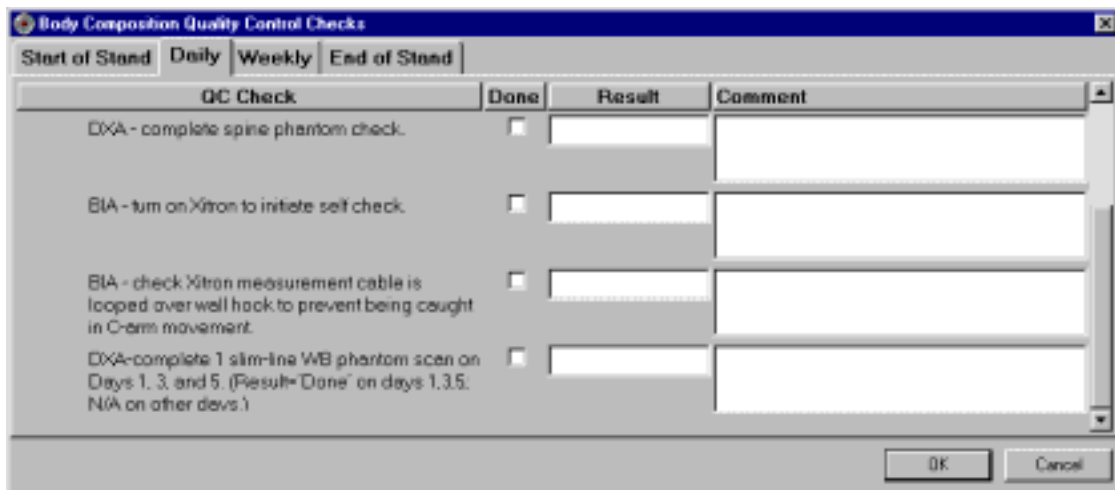 Body Composition Quality Control Checks
Start of Stand Daily Weekly End of Stand
QC Check Done Result Comment
DXA - complete spine phantom check.
BIA - turn on Xitron to initiate self check.
BIA - check Xitron measurement cable is
looped over wall hook to prevent being caught
in C-arm movement.
DXA-complete 1 slim-line WB phantom scan on
Days 1, 3, and 5. (Result="Done" on days 1,3,5;
N/A on other days.)
OK Cancel